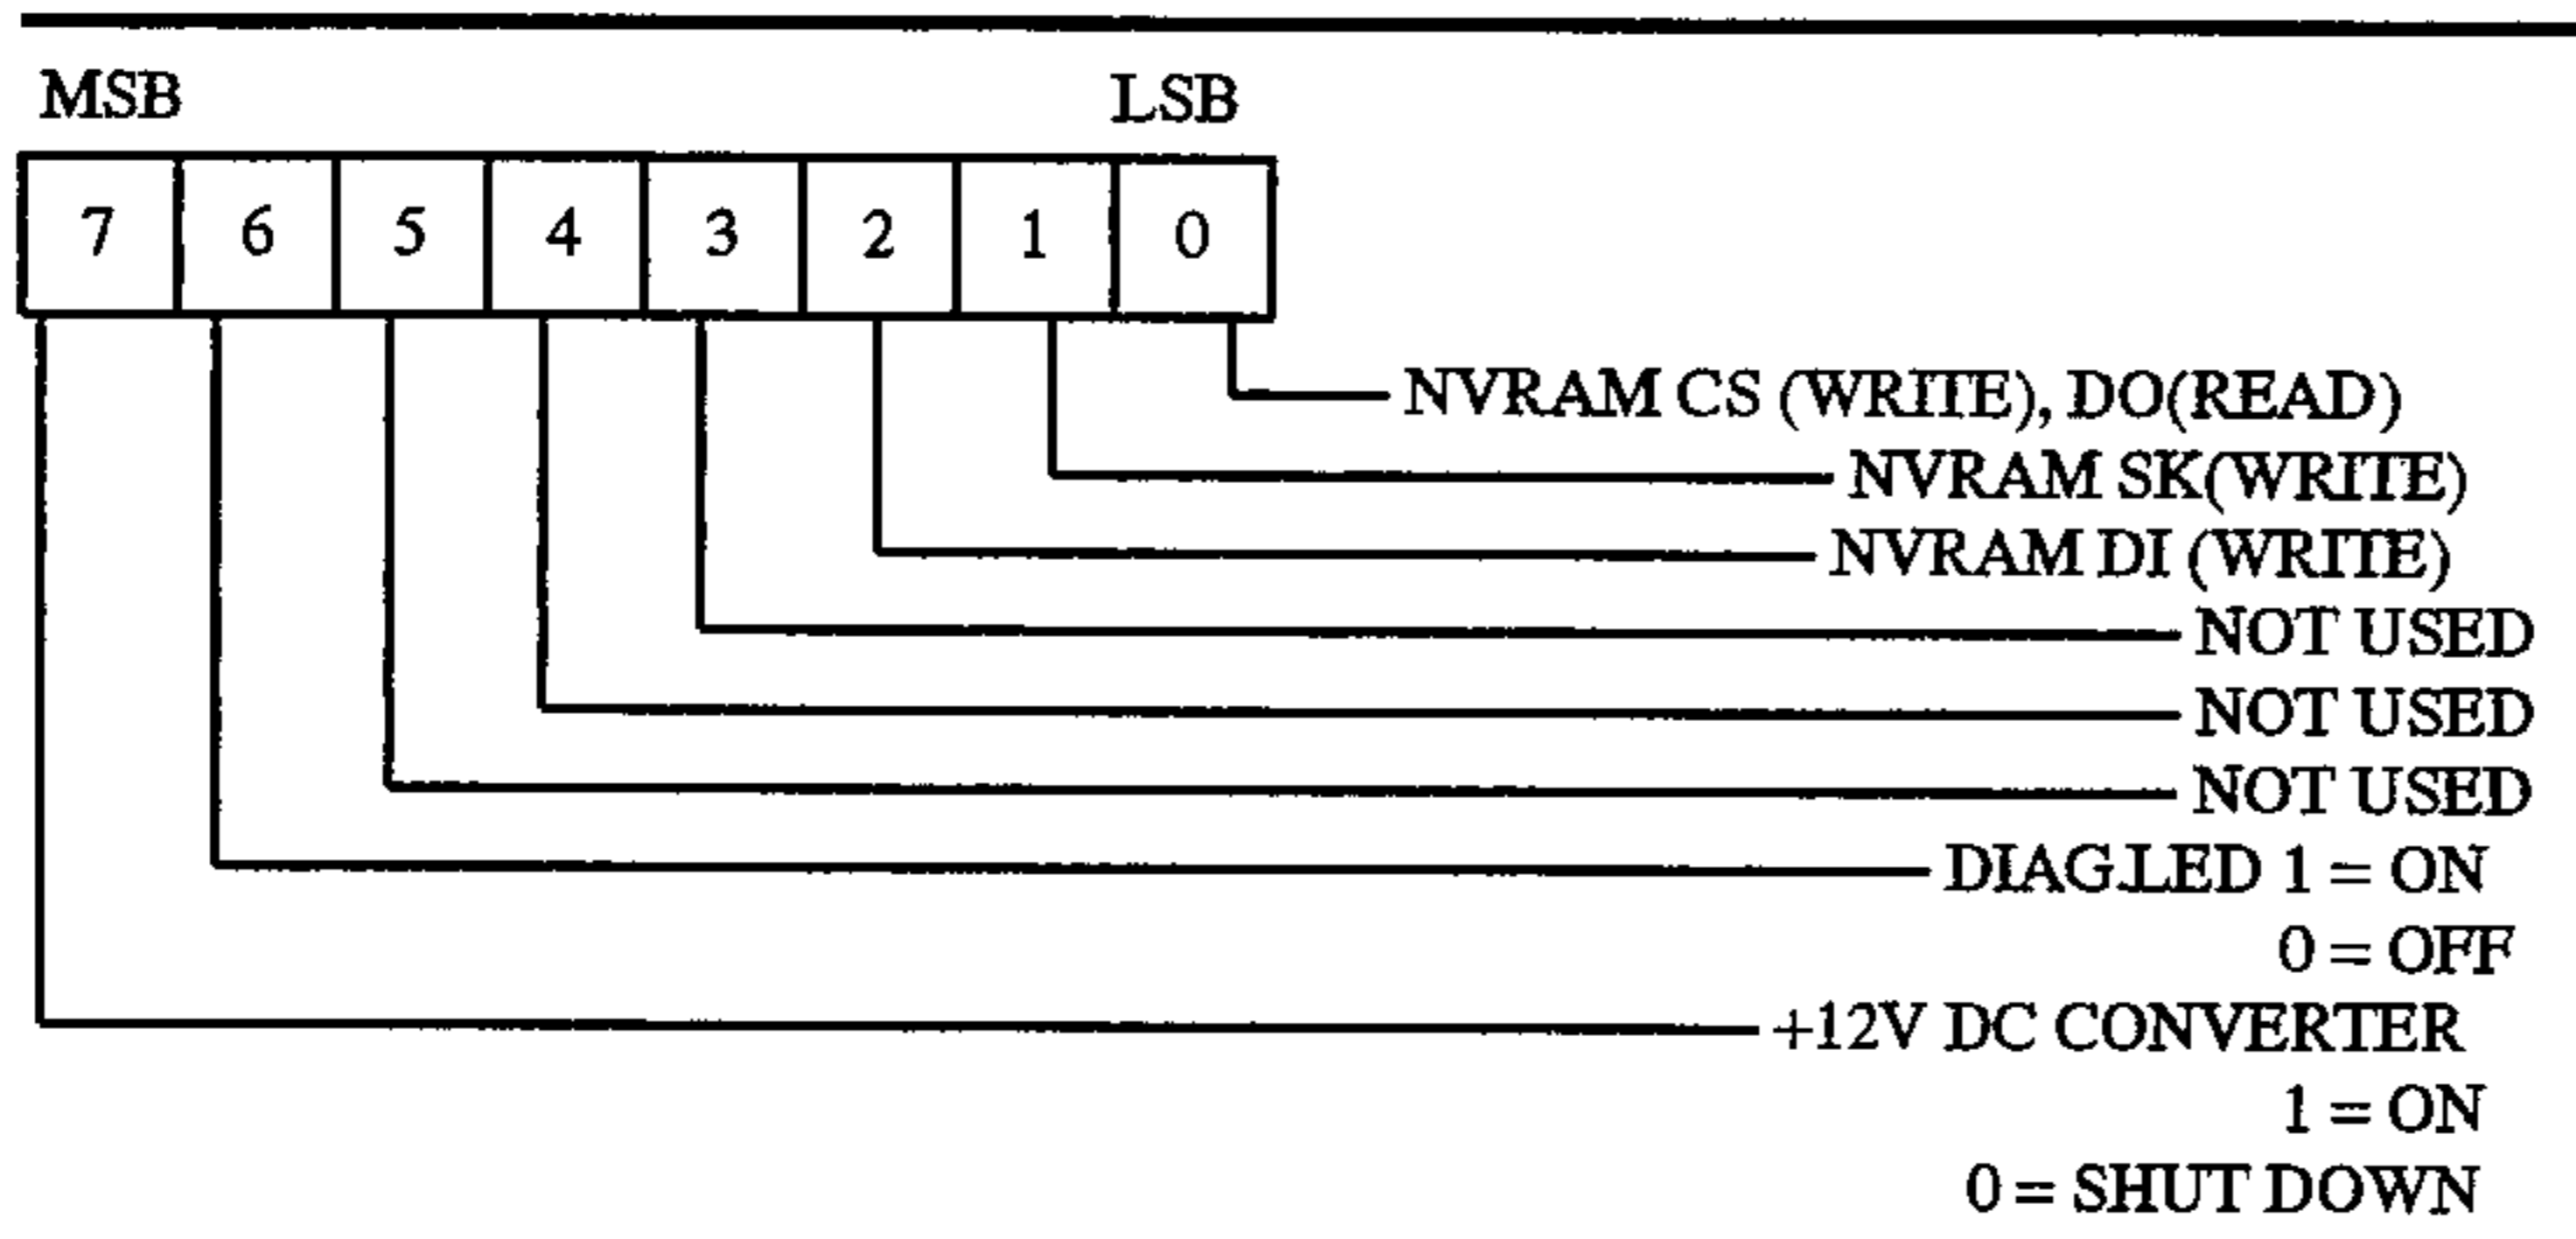 MSB LSB
7 6 5 4 3 2 1 0
NVRAM CS (WRITE), DO(READ)
NVRAM SK(WRITE)
NVRAM DI (WRITE)
NOT USED
NOT USED
NOT USED
DIAG.LED 1 = ON
0 = OFF
+12V DC CONVERTER
1 = ON
0 = SHUT DOWN